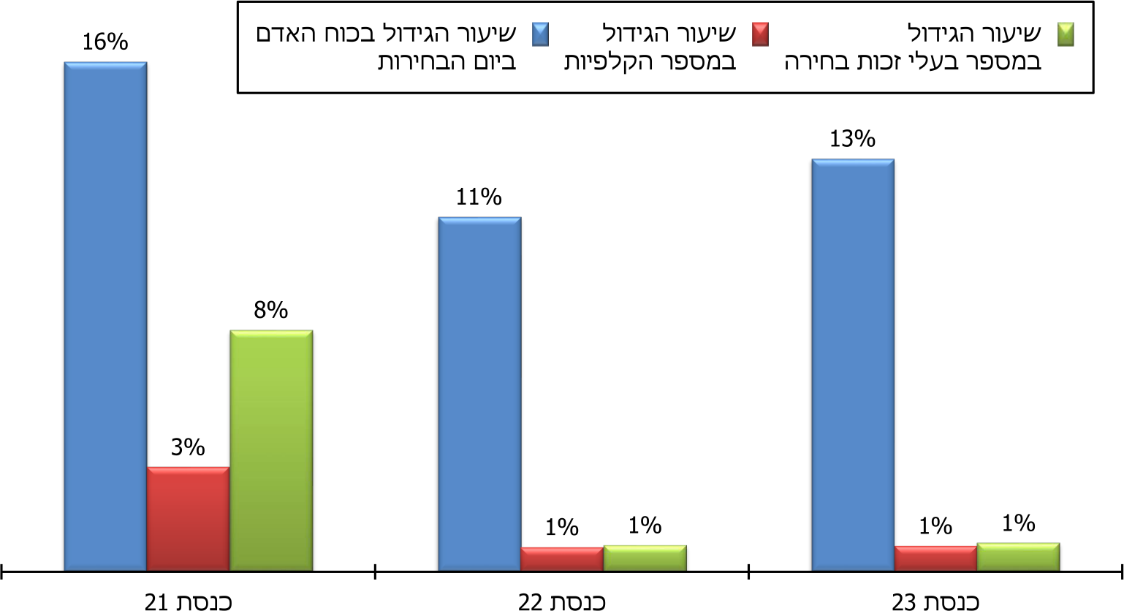 שיעור הגידול
במספר בעלי זכות בחירה
שיעור הגידול
במספר הקלפיות
שיעור הגידול בכוח האדם
ביום הבחירות
16%
3%
8%
11%
1%
1%
13%
1%
1%
כנסת 21
כנסת 22
כנסת 23